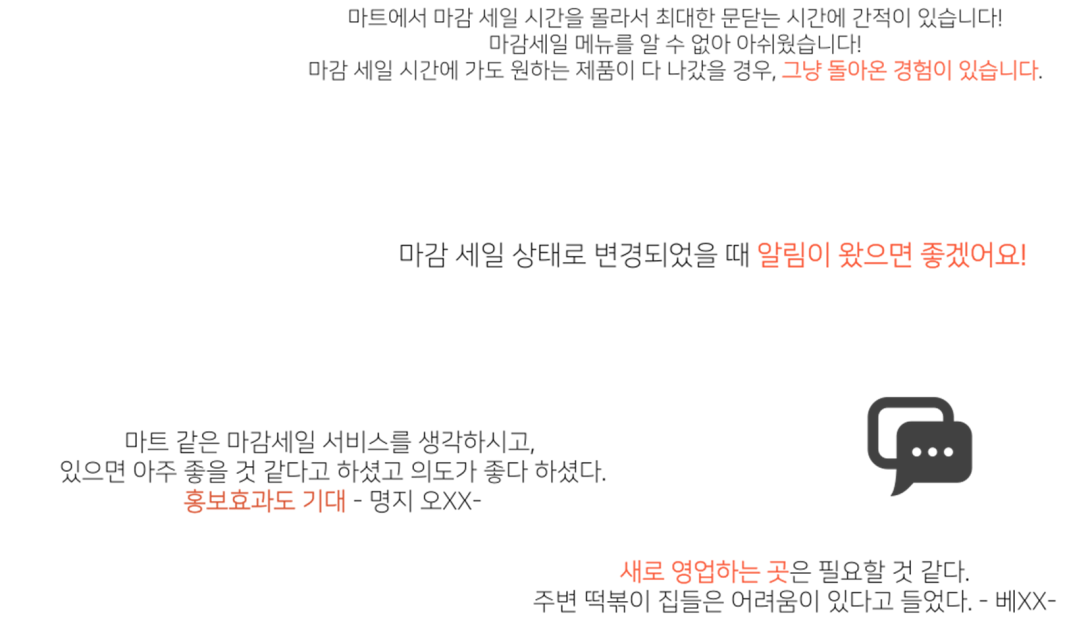 마트에서 마감 세일 시간을 몰라서 최대한 문닫는 시간에 간적이 있습니다!
마감세일 메뉴를 알 수 없아 아쉬웠습니다!
마감 세일 시간에 가도 원하는 제품이 다 나갔을 경우, 그냥 돌아온 경험이 있습니다.
마감 세일 상태로 변경되었을 때 알림이 왔으면 좋겠어요!
마트 같은 마감세일 서비스를 생각하시고,
있으면 아주 좋을 것 같다고 하셨고 의도가 좋다 하셨다.
홍보효과도 기대 - 명지 오XX-
새로 영업하는 곳은 필요할 것 같다.
주변 떡볶이 집들은 어려움이 있다고 들었다. - 베XX-